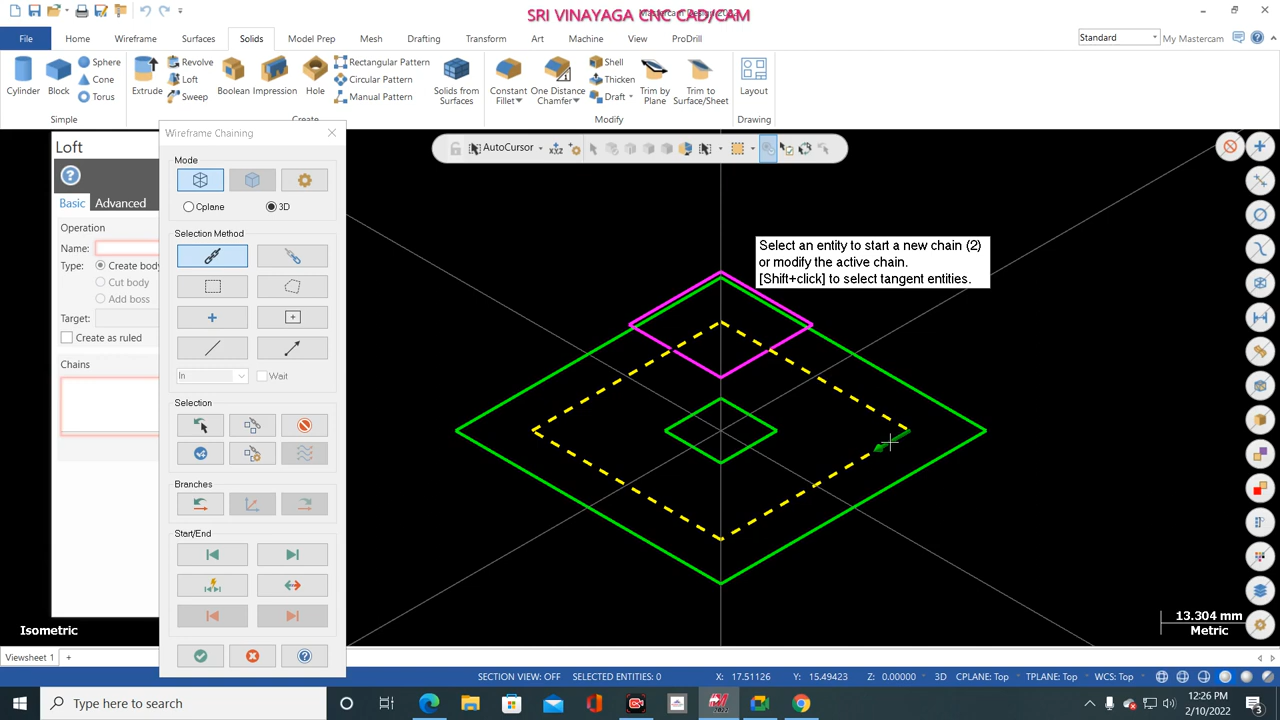 SRI VINAYAGA CNC CAD/CAM
File
Home
Wireframe
Surfaces
Solids
Model Prep
Mesh
Drafting
Transform
Art
Machine
View
ProDrill
Standard
My Mastercam
Cylinder
Block
Sphere
Cone
Torus
Simple
Extrude
Revolve
Loft
Sweep
Boolean
Impression
Hole
Rectangular Pattern
Circular Pattern
Manual Pattern
Create
Solids from
Surfaces
Constant
Fillet
One Distance
Chamfer
Shell
Thicken
Draft
Trim by
Plane
Trim to
Surface/Sheet
Modify
Layout
Drawing
AutoCursor
Loft
Basic
Advanced
Operation
Name:
Type:
Create body
Cut body
Add boss
Target:
Create as ruled
Chains
Wireframe Chaining
Mode
Cplane
3D
Selection Method
In
Wait
Selection
Branches
Start/End
Select an entity to start a new chain (2)
or modify the active chain.
[Shift+click] to select tangent entities.
Isometric
13.304 mm
Metric
Viewsheet 1
SECTION VIEW: OFF
SELECTED ENTITIES: 0
X: 17.51126
Y: 15.49423
Z: 0.00000
3D
CPLANE: Top
TPLANE: Top
WCS: Top
Type here to search
2022
12:26 PM
2/10/2022
3